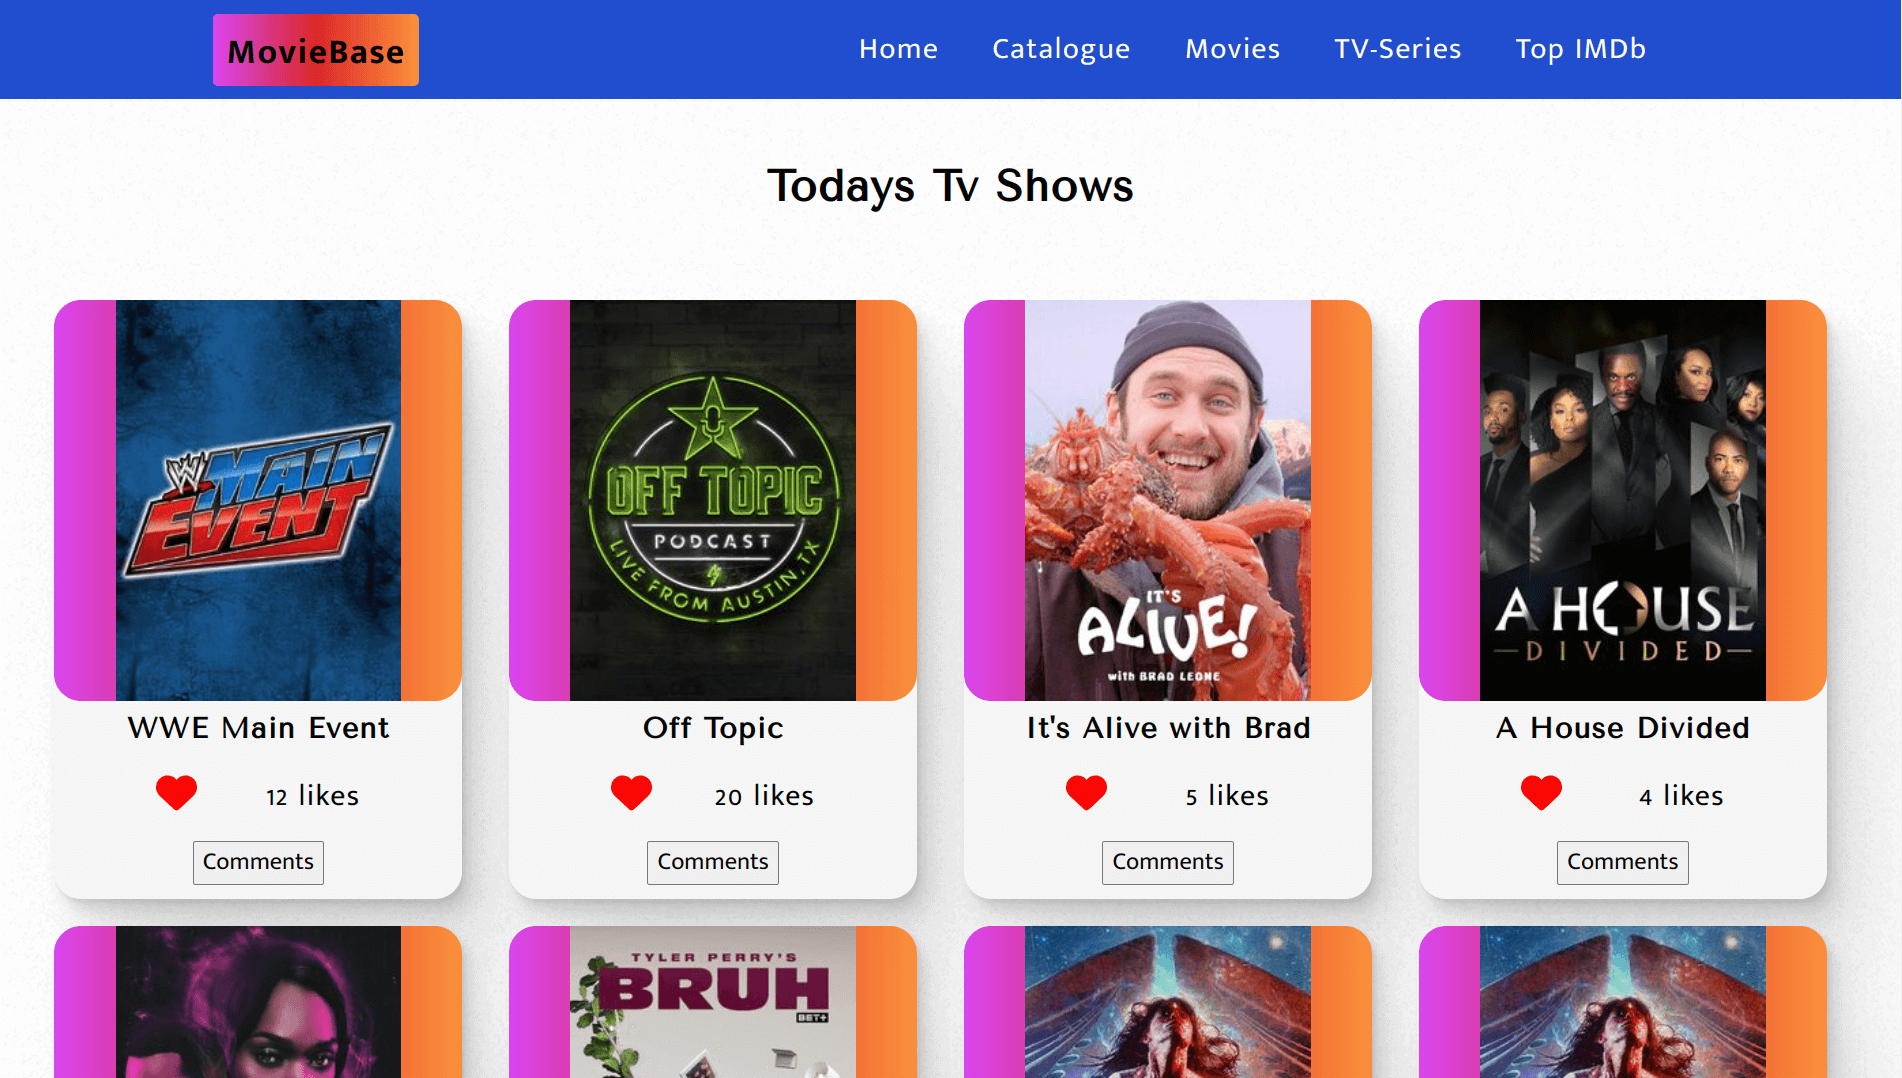 MovieBase
Home Catalogue Movies TV-Series Top IMDb
Todays Tv Shows
W MAIN
EVENT
OFF TOPIC
PODCAST
LIVE FROM AUSTIN, TX
IT'S
ALIVE!
with BRAD LEONE
A HOUSE
DIVIDED
WWE Main Event
Off Topic
It's Alive with Brad
A House Divided
12 likes
20 likes
5 likes
4 likes
Comments
Comments
Comments
Comments
TYLER PERRY'S
BRUH
BET+